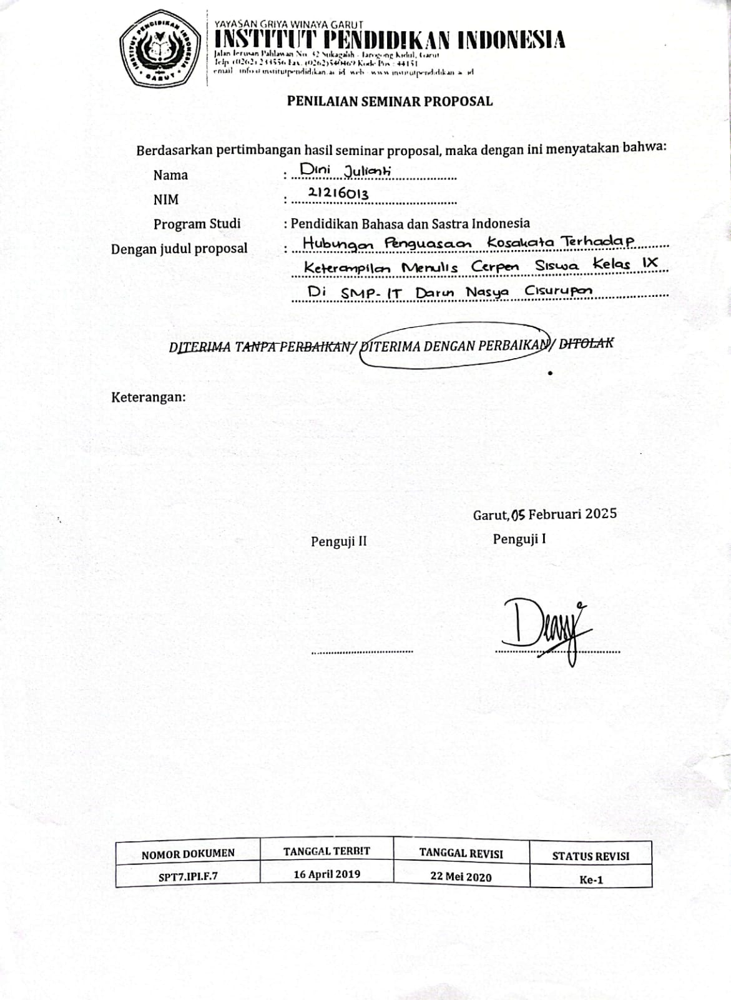 YAYASAN GRIYA WINAYA GARUT
INSTITUT PENDIDIKAN INDONESIA
INSTITUT PENDIDIKAN INDONESIA
GARUT
Jalan Terusan Pahlawan No. 32 Sukagalih - Tarogong Kidul, Garut
Telp (0262) 233556 Fax. (0262)540469 Kode Pos : 44151
email info@institutpendidikan.ac.id web www.institutpendidikan.ac.id
PENILAIAN SEMINAR PROPOSAL
Berdasarkan pertimbangan hasil seminar proposal, maka dengan ini menyatakan bahwa:
Nama : Dini Julianti
NIM : 21216013
Program Studi : Pendidikan Bahasa dan Sastra Indonesia
Dengan judul proposal : Hubungan Penguasaan Kosakata Terhadap
Keterampilan Menulis Cerpen Siswa Kelas IX
Di SMP-IT Darun Nasya Cisurupan
DITERIMA TANPA PERBAIKAN/ DITERIMA DENGAN PERBAIKAN/ DITOLAK
Keterangan:
Garut, 05 Februari 2025
Penguji II Penguji I
NOMOR DOKUMEN TANGGAL TERBIT TANGGAL REVISI STATUS REVISI
SPT7.IPI.F.7 16 April 2019 22 Mei 2020 Ke-1